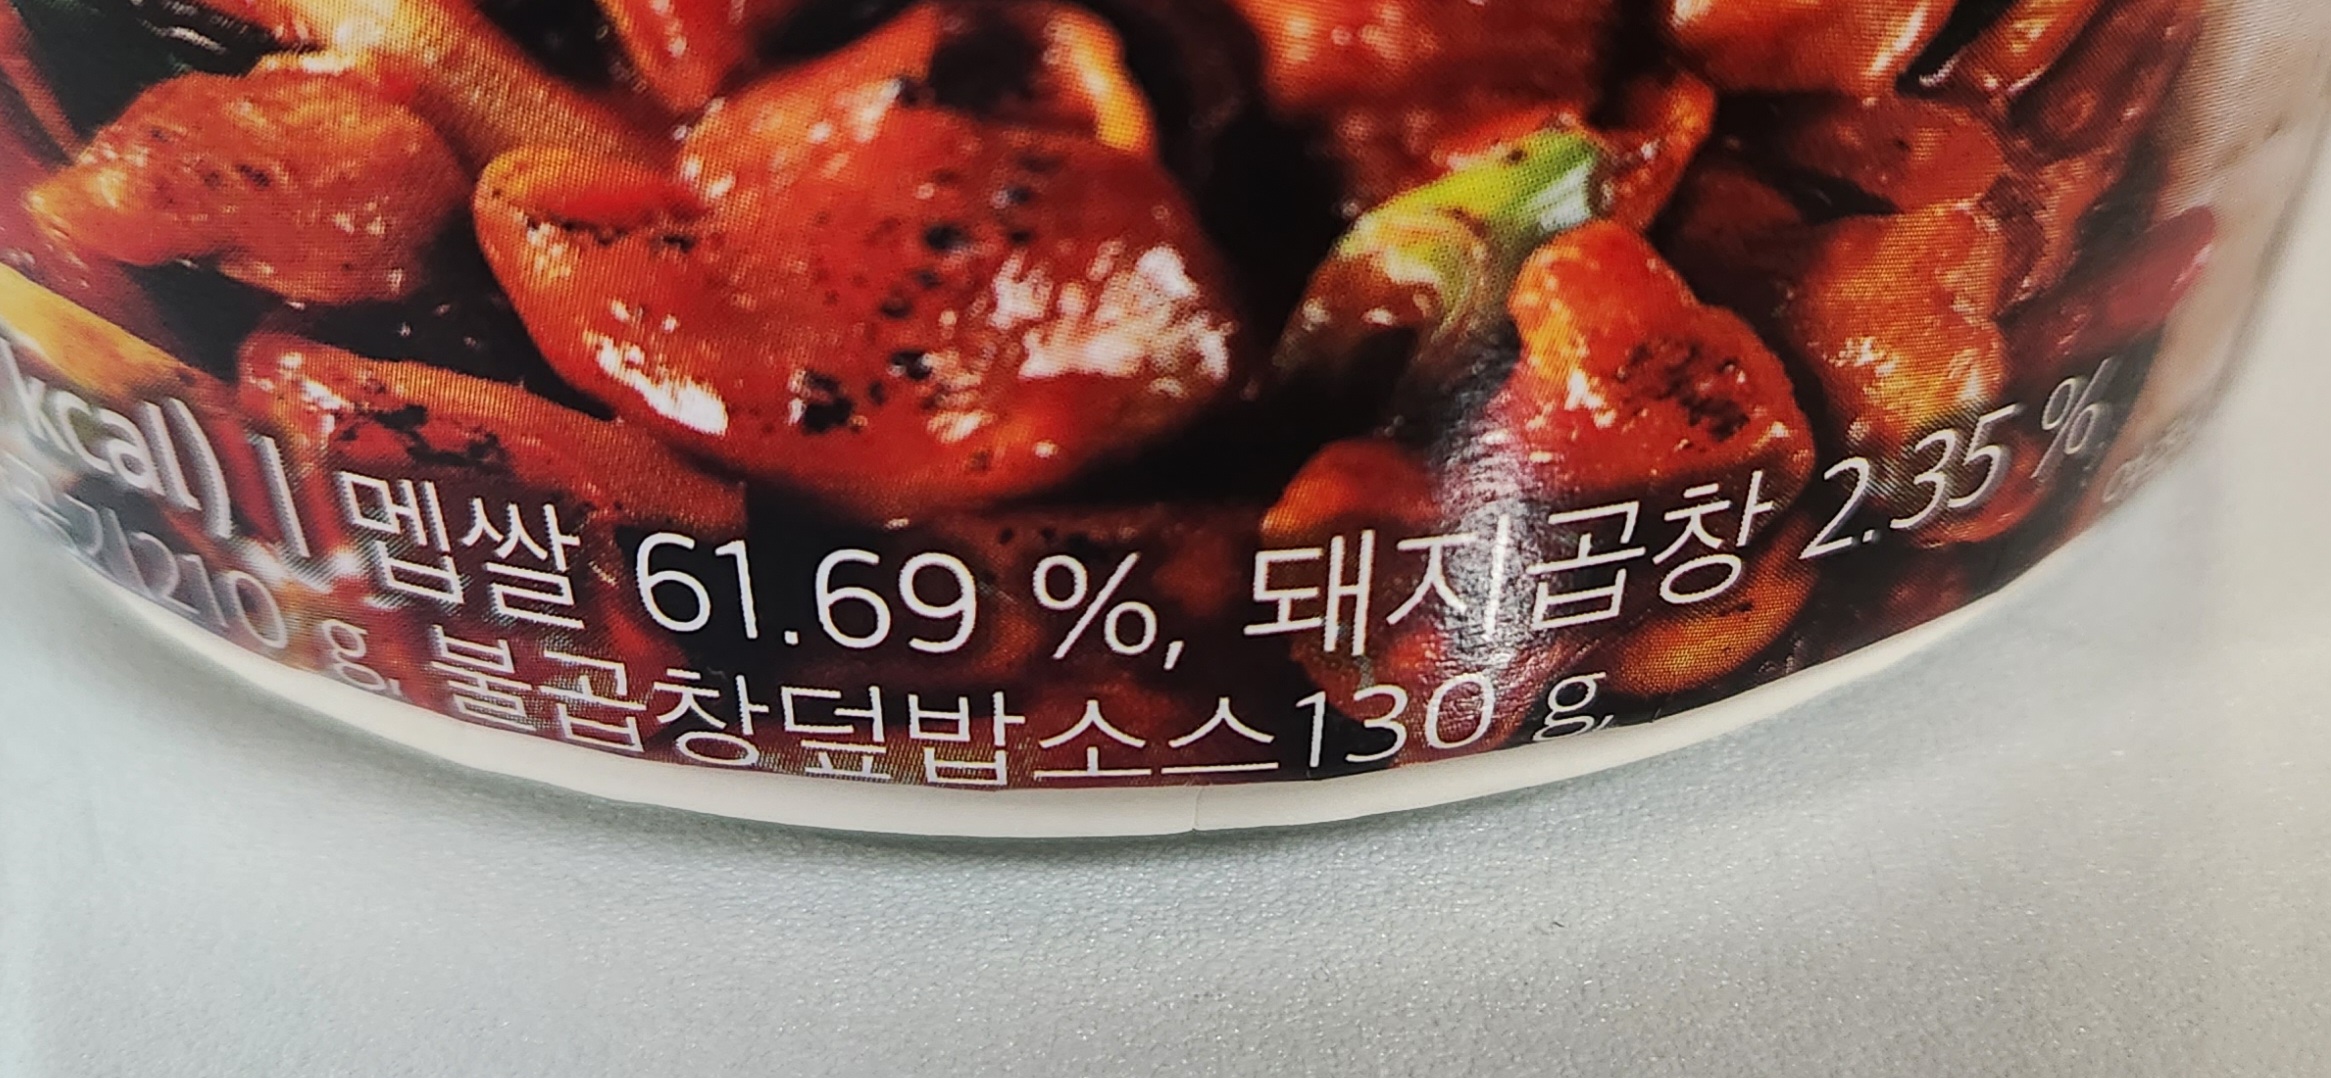 kcal) | 멥쌀 61.69 %, 돼지곱창 2.35 %,
210 g, 불곱창덮밥소스130 g,